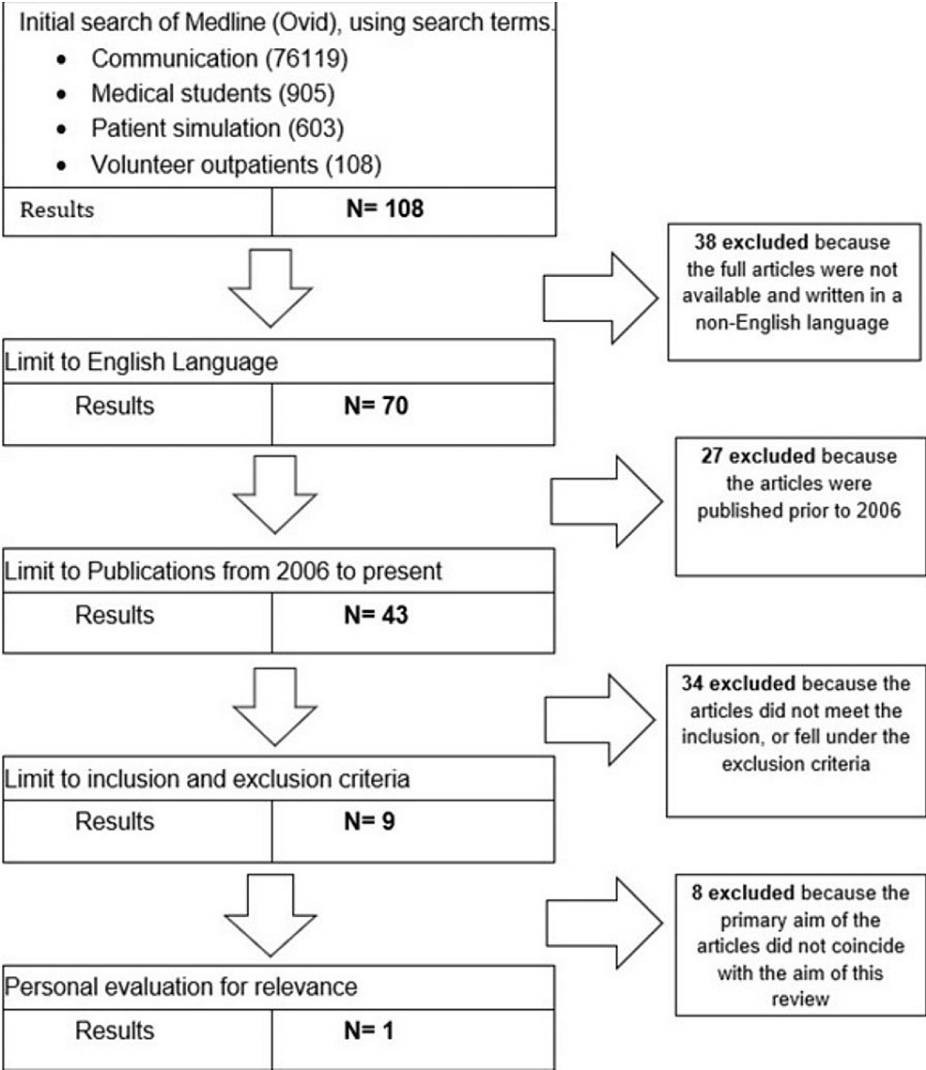 Initial search of Medline (Ovid), using search terms.
• Communication (76119)
• Medical students (905)
• Patient simulation (603)
• Volunteer outpatients (108)
Results N= 108
38 excluded because
the full articles were not
available and written in a
non-English language
Limit to English Language
Results N= 70
27 excluded because
the articles were
published prior to 2006
Limit to Publications from 2006 to present
Results N= 43
34 excluded because the
articles did not meet the
inclusion, or fell under the
exclusion criteria
Limit to inclusion and exclusion criteria
Results N= 9
8 excluded because the
primary aim of the
articles did not coincide
with the aim of this
review
Personal evaluation for relevance
Results N= 1